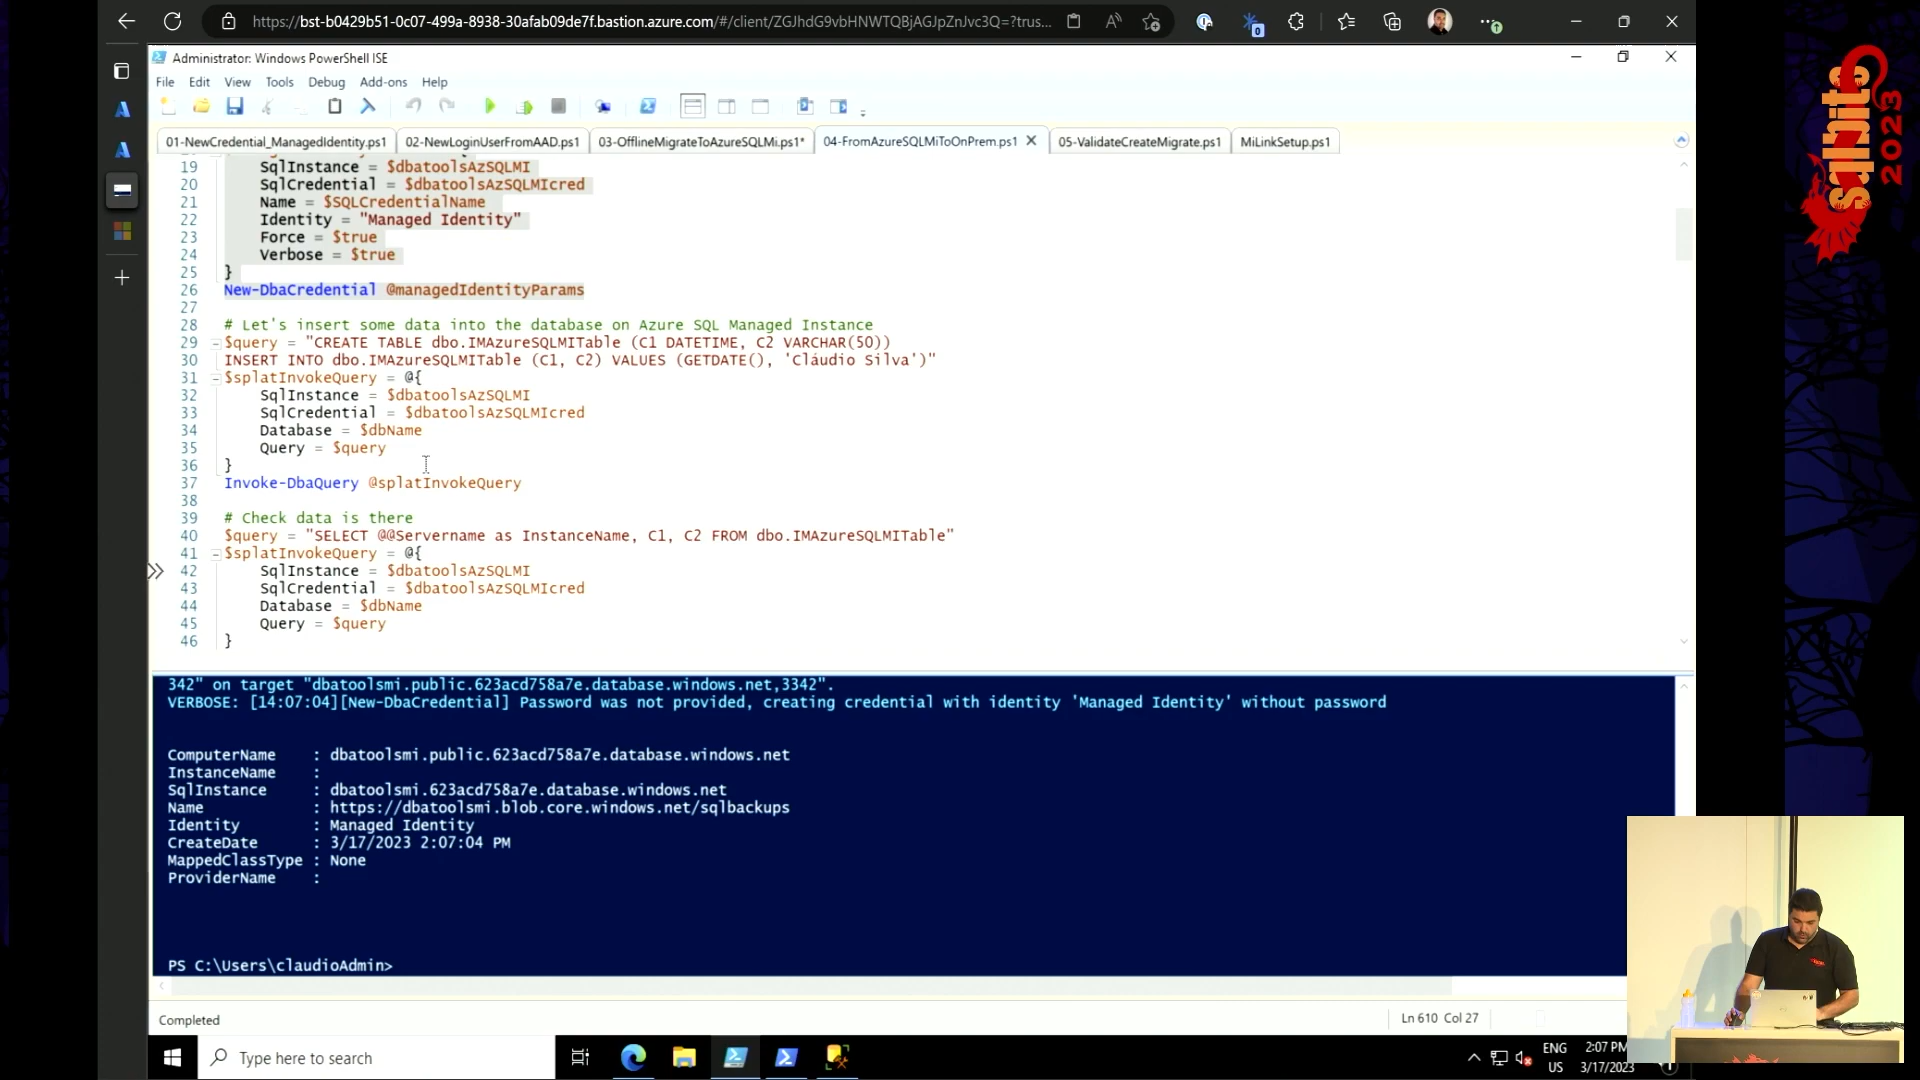 https://bst-b0429b51-0c07-499a-8938-30afab09de7f.bastion.azure.com/#/client/ZGJhdG9vbHNWTQBjAGJpZnJvc3Q=?trus...
Administrator: Windows PowerShell ISE
File Edit View Tools Debug Add-ons Help
01-NewCredential_ManagedIdentity.ps1 02-NewLoginUserFromAAD.ps1 03-OfflineMigrateToAzureSQLMi.ps1* 04-FromAzureSQLMiToOnPrem.ps1 05-ValidateCreateMigrate.ps1 MiLinkSetup.ps1
19 SqlInstance = $dbatoolsAzSQLMI
20 SqlCredential = $dbatoolsAzSQLMIcred
21 Name = $SQLCredentialName
22 Identity = "Managed Identity"
23 Force = $true
24 Verbose = $true
25 }
26 New-DbaCredential @managedIdentityParams
27
28 # Let's insert some data into the database on Azure SQL Managed Instance
29 $query = "CREATE TABLE dbo.IMAzureSQLMITable (C1 DATETIME, C2 VARCHAR(50))
30 INSERT INTO dbo.IMAzureSQLMITable (C1, C2) VALUES (GETDATE(), 'Cláudio Silva')"
31 $splatInvokeQuery = @{
32 SqlInstance = $dbatoolsAzSQLMI
33 SqlCredential = $dbatoolsAzSQLMIcred
34 Database = $dbName
35 Query = $query
36 }
37 Invoke-DbaQuery @splatInvokeQuery
38
39 # Check data is there
40 $query = "SELECT @@Servername as InstanceName, C1, C2 FROM dbo.IMAzureSQLMITable"
41 $splatInvokeQuery = @{
42 SqlInstance = $dbatoolsAzSQLMI
43 SqlCredential = $dbatoolsAzSQLMIcred
44 Database = $dbName
45 Query = $query
46 }
342" on target "dbatoolsmi.public.623acd758a7e.database.windows.net,3342".
VERBOSE: [14:07:04][New-DbaCredential] Password was not provided, creating credential with identity 'Managed Identity' without password
ComputerName : dbatoolsmi.public.623acd758a7e.database.windows.net
InstanceName :
SqlInstance : dbatoolsmi.623acd758a7e.database.windows.net
Name : https://dbatoolsmi.blob.core.windows.net/sqlbackups
Identity : Managed Identity
CreateDate : 3/17/2023 2:07:04 PM
MappedClassType : None
ProviderName :
PS C:\Users\claudioAdmin>
Completed
Ln 610 Col 27
Type here to search
ENG
US
2:07 PM
3/17/2023
sqlbits
2023